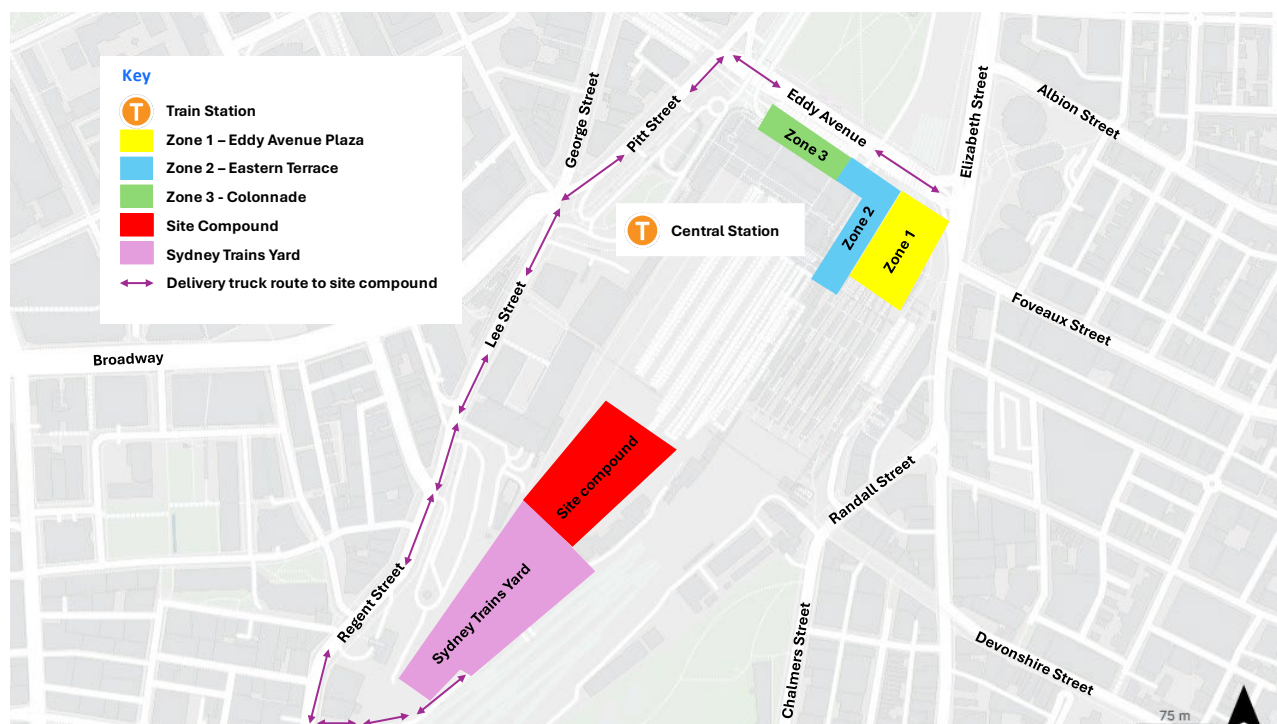 Key
T Train Station
Zone 1 – Eddy Avenue Plaza
Zone 2 – Eastern Terrace
Zone 3 - Colonnade
Site Compound
Sydney Trains Yard
Delivery truck route to site compound
George Street
Pitt Street
Eddy Avenue
Elizabeth Street
Albion Street
Zone 3
Zone 2
Zone 1
T Central Station
Lee Street
Foveaux Street
Broadway
Site compound
Randall Street
Sydney Trains Yard
Regent Street
Chalmers Street
Devonshire Street
75 m